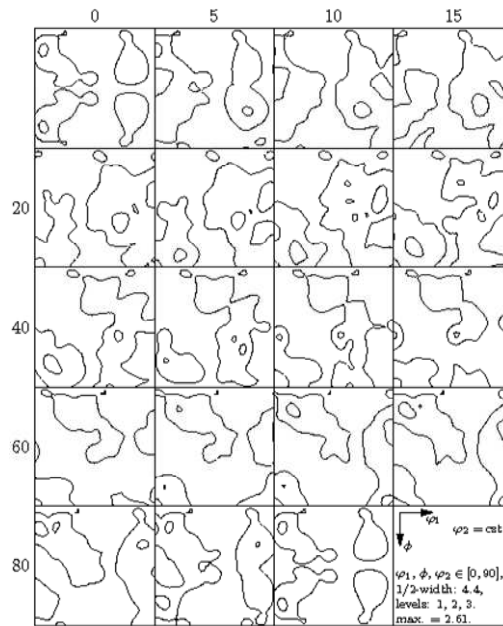 0 5 10 15
20
40
60
80
φ₁
φ₂ = cst
ϕ
φ₁, ϕ, φ₂ ∈ [0, 90],
1/2-width: 4.4,
levels: 1, 2, 3.
max. = 2.61.